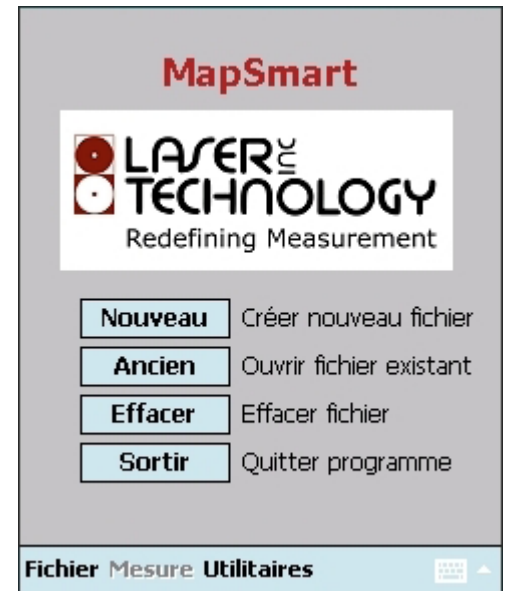 MapSmart
LASER INC
TECHNOLOGY
Redefining Measurement
Nouveau Créer nouveau fichier
Ancien Ouvrir fichier existant
Effacer Effacer fichier
Sortir Quitter programme
Fichier Mesure Utilitaires